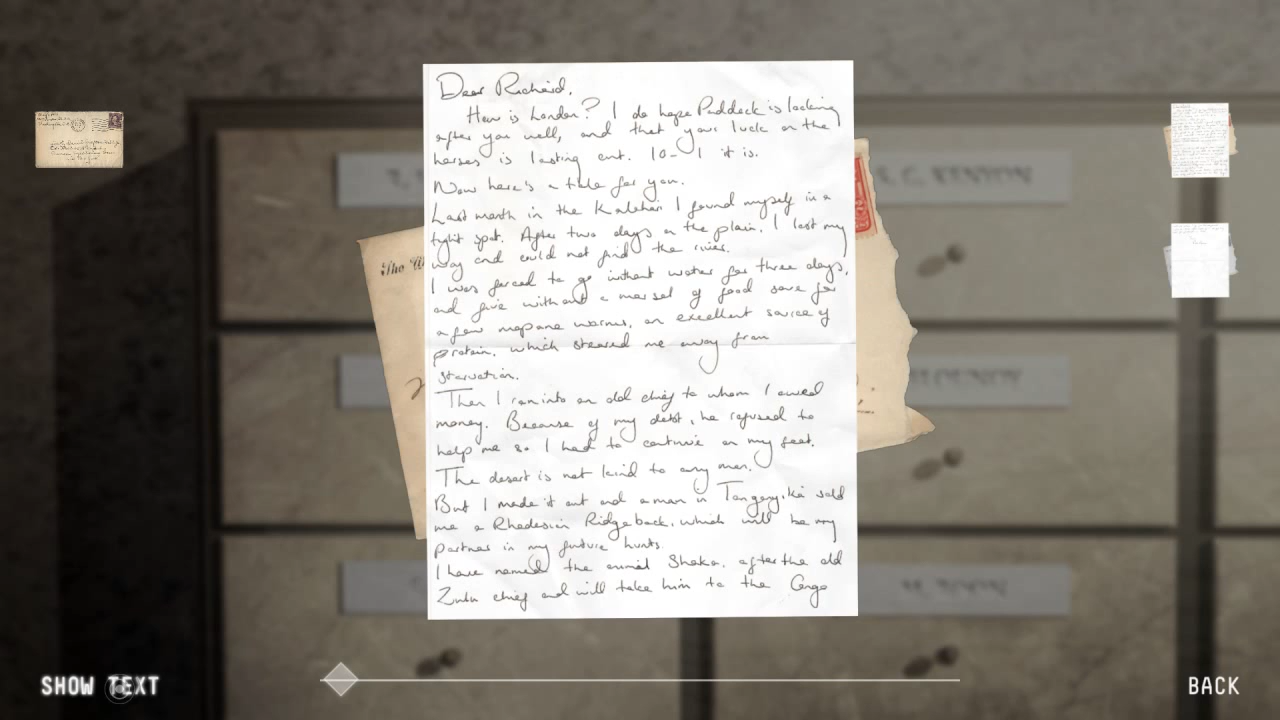 Dear Richard,
How is London? I do hope Paddock is looking
after you well, and that your luck on the
horses is lasting out. 10-1 it is.
Now here's a tale for you.
Last month in the Kalahari I found myself in a
tight spot. After two days on the plain, I lost my
way and could not find the river.
I was forced to go without water for three days,
and five without a morsel of food save for
a few mopane worms, an excellent source of
protein, which steered me away from
starvation.
Then I ran into an old chief to whom I owed
money. Because of my debt, he refused to
help me so I had to continue on my feet.
The desert is not kind to any man.
But I made it out and a man in Tanganyika sold
me a Rhodesian Ridgeback, which will be my
partner in my future hunts.
I have named the animal Shaka, after the old
Zulu chief and will take him to the Congo
The
SHOW TEXT
BACK